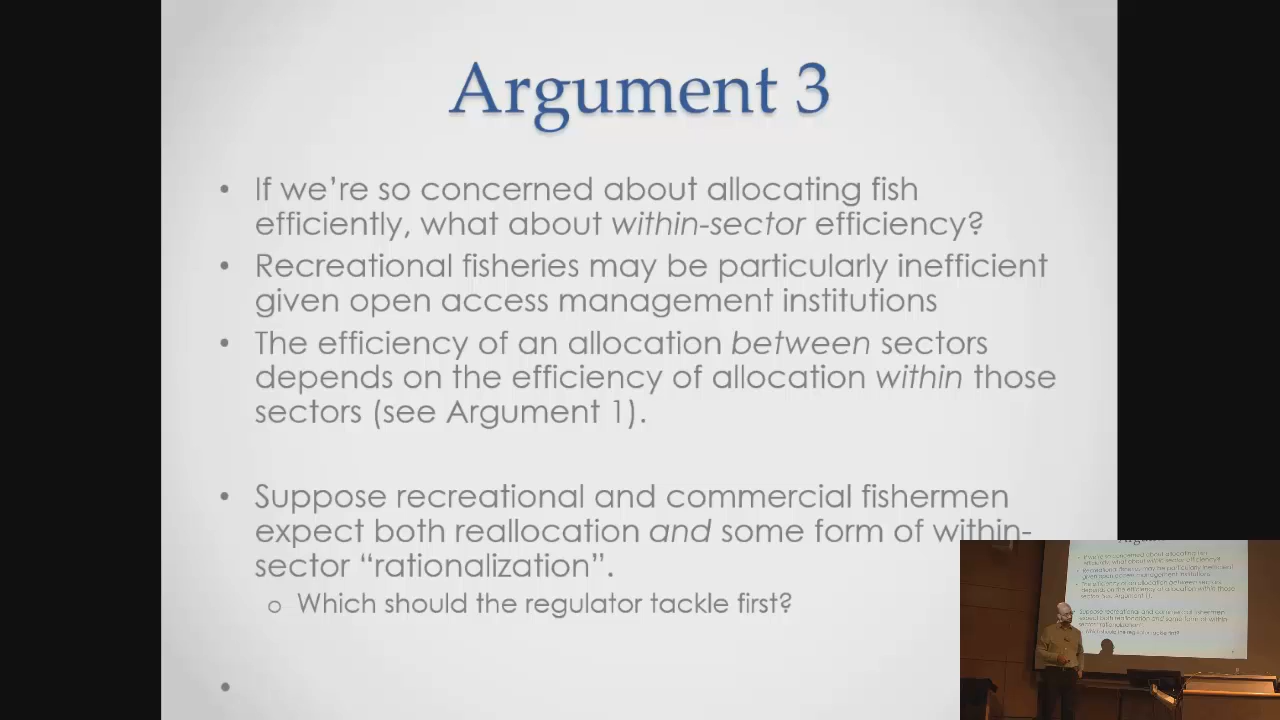 Argument 3
• If we're so concerned about allocating fish
efficiently, what about within-sector efficiency?
• Recreational fisheries may be particularly inefficient
given open access management institutions
• The efficiency of an allocation between sectors
depends on the efficiency of allocation within those
sectors (see Argument 1).
• Suppose recreational and commercial fishermen
expect both reallocation and some form of within-
sector “rationalization”.
o Which should the regulator tackle first?
•